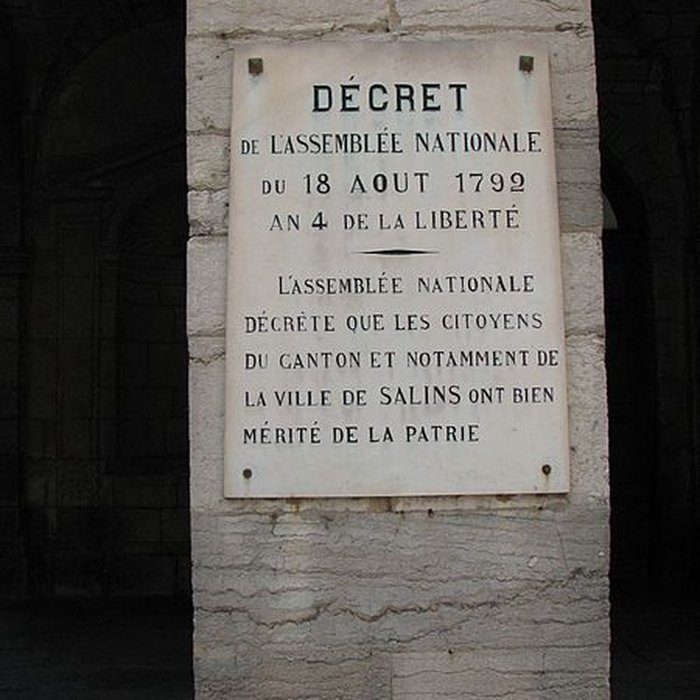 DÉCRET
DE L'ASSEMBLÉE NATIONALE
DU 18 AOUT 1792
AN 4 DE LA LIBERTÉ
L'ASSEMBLÉE NATIONALE
DÉCRÈTE QUE LES CITOYENS
DU CANTON ET NOTAMMENT DE
LA VILLE DE SALINS ONT BIEN
MÉRITÉ DE LA PATRIE